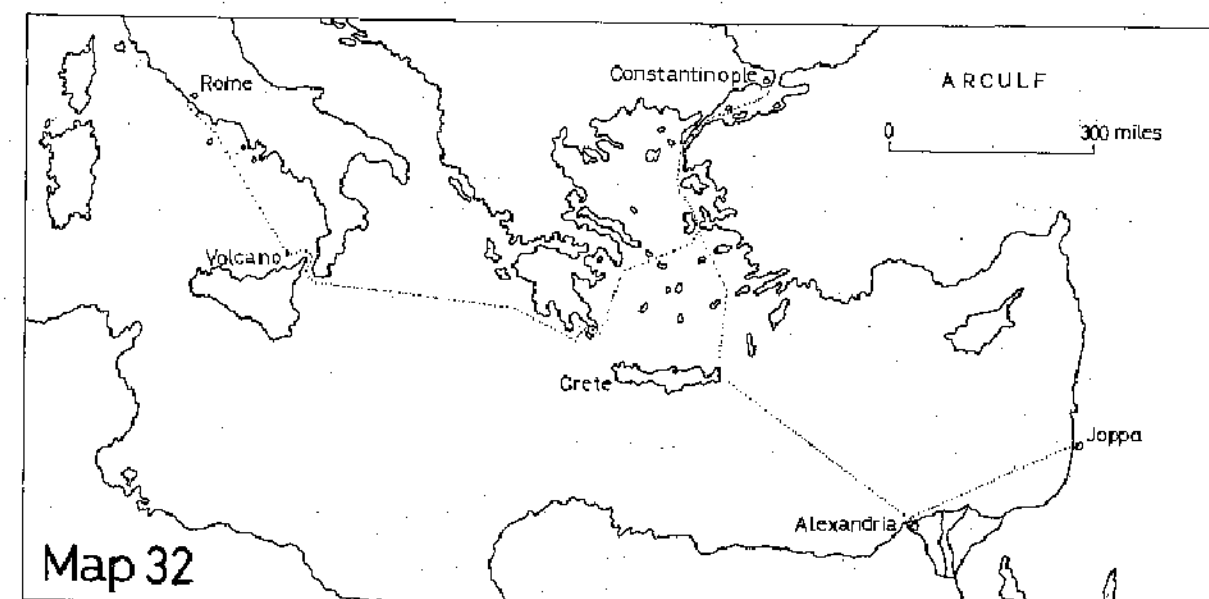 Rome
Constantinople
ARCULF
0 300 miles
Volcano
Crete
Joppa
Alexandria
Map 32